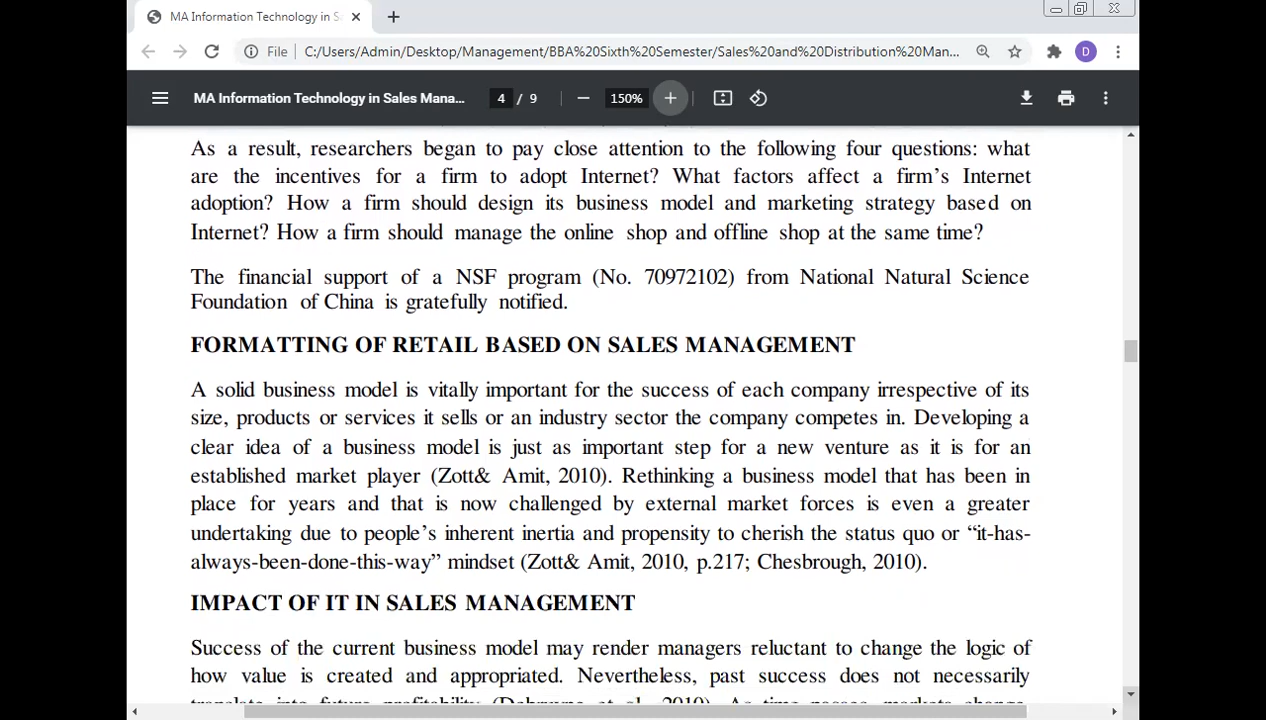 MA Information Technology in S
File
C:/Users/Admin/Desktop/Management/BBA%20Sixth%20Semester/Sales%20and%20Distribution%20Man...
D
MA Information Technology in Sales Mana...
4 / 9
150%
As a result, researchers began to pay close attention to the following four questions: what
are the incentives for a firm to adopt Internet? What factors affect a firm's Internet
adoption? How a firm should design its business model and marketing strategy based on
Internet? How a firm should manage the online shop and offline shop at the same time?
The financial support of a NSF program (No. 70972102) from National Natural Science
Foundation of China is gratefully notified.
FORMATTING OF RETAIL BASED ON SALES MANAGEMENT
A solid business model is vitally important for the success of each company irrespective of its
size, products or services it sells or an industry sector the company competes in. Developing a
clear idea of a business model is just as important step for a new venture as it is for an
established market player (Zott& Amit, 2010). Rethinking a business model that has been in
place for years and that is now challenged by external market forces is even a greater
undertaking due to people's inherent inertia and propensity to cherish the status quo or “it-has-
always-been-done-this-way” mindset (Zott& Amit, 2010, p.217; Chesbrough, 2010).
IMPACT OF IT IN SALES MANAGEMENT
Success of the current business model may render managers reluctant to change the logic of
how value is created and appropriated. Nevertheless, past success does not necessarily